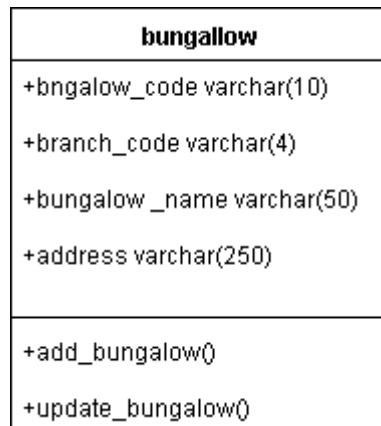 bungallow
+bngalow_code varchar(10)
+branch_code varchar(4)
+bungalow _name varchar(50)
+address varchar(250)
+add_bungalow()
+update_bungalow()